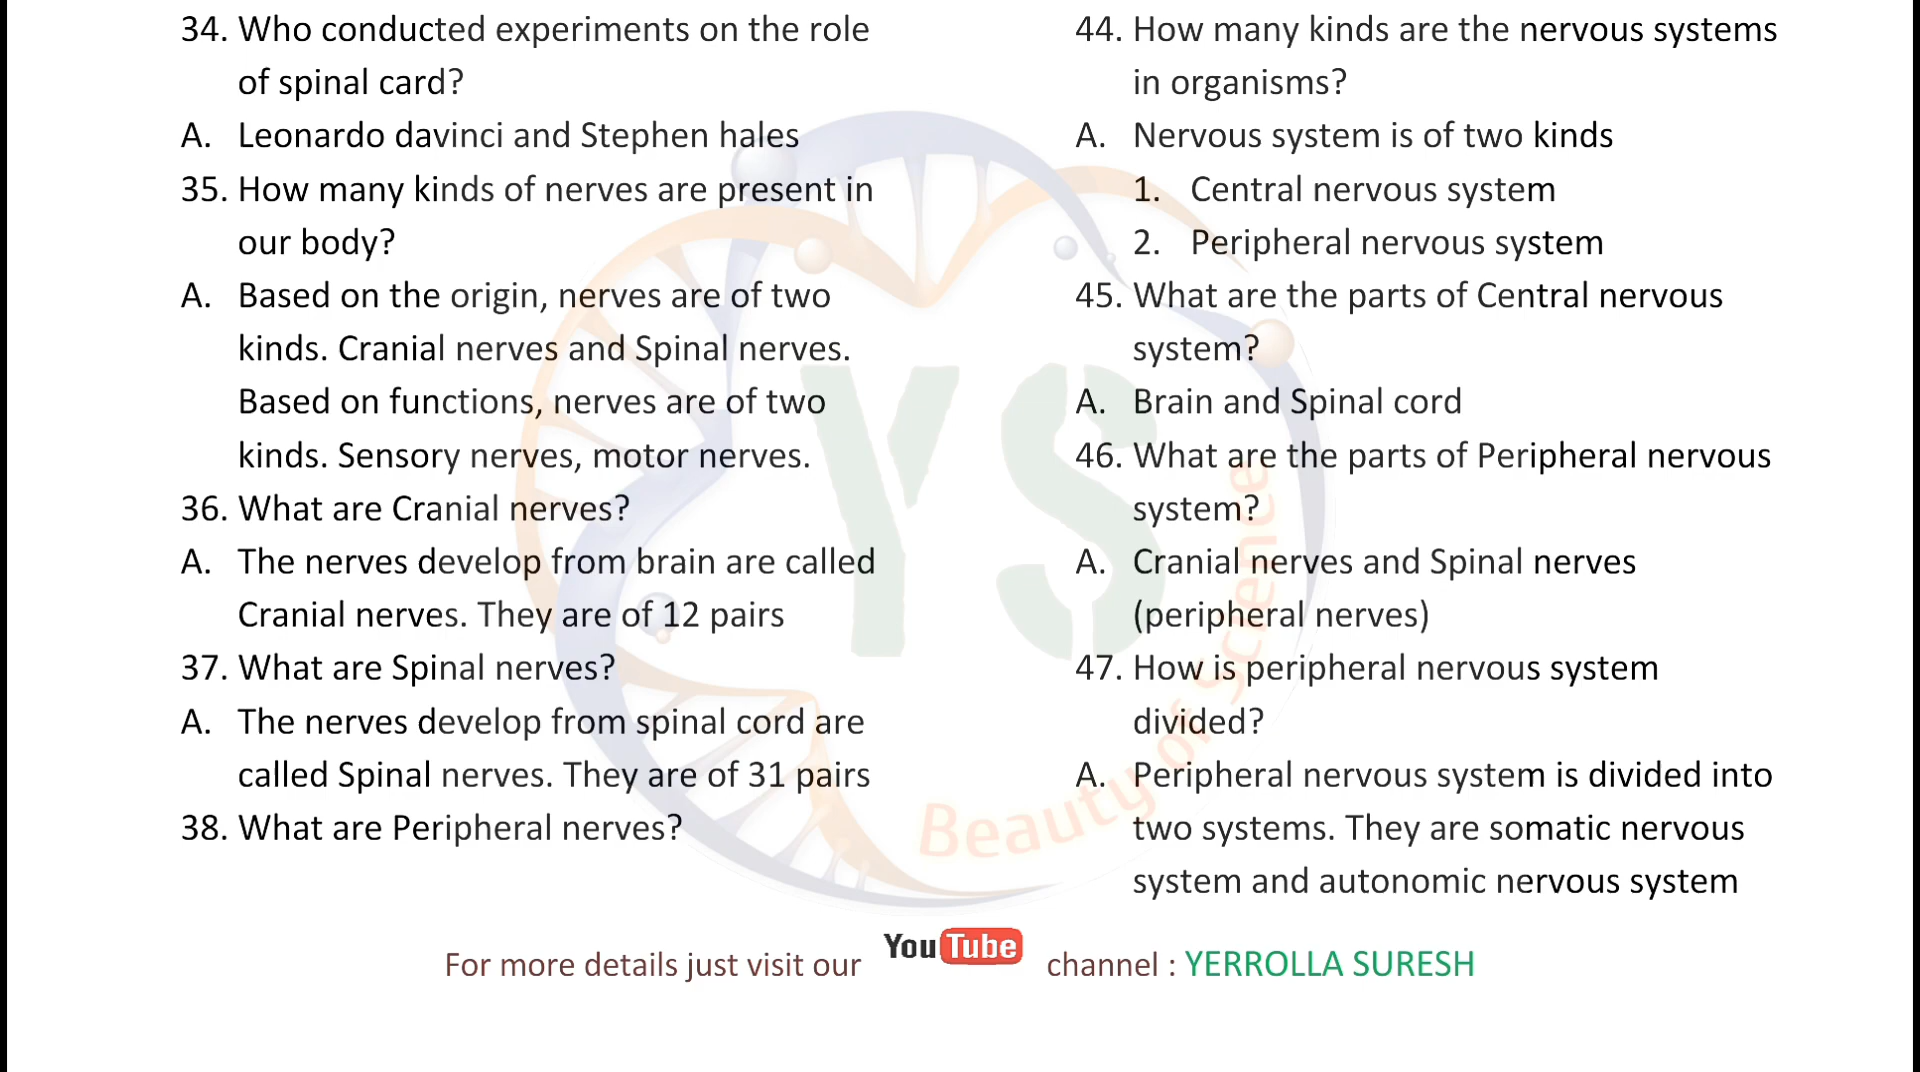 34. Who conducted experiments on the role
of spinal card?
A. Leonardo davinci and Stephen hales
35. How many kinds of nerves are present in
our body?
A. Based on the origin, nerves are of two
kinds. Cranial nerves and Spinal nerves.
Based on functions, nerves are of two
kinds. Sensory nerves, motor nerves.
36. What are Cranial nerves?
A. The nerves develop from brain are called
Cranial nerves. They are of 12 pairs
37. What are Spinal nerves?
A. The nerves develop from spinal cord are
called Spinal nerves. They are of 31 pairs
38. What are Peripheral nerves?
44. How many kinds are the nervous systems
in organisms?
A. Nervous system is of two kinds
1. Central nervous system
2. Peripheral nervous system
45. What are the parts of Central nervous
system?
A. Brain and Spinal cord
46. What are the parts of Peripheral nervous
system?
A. Cranial nerves and Spinal nerves
(peripheral nerves)
47. How is peripheral nervous system
divided?
A. Peripheral nervous system is divided into
two systems. They are somatic nervous
system and autonomic nervous system
YS
Beauty of Science
For more details just visit our YouTube channel : YERROLLA SURESH